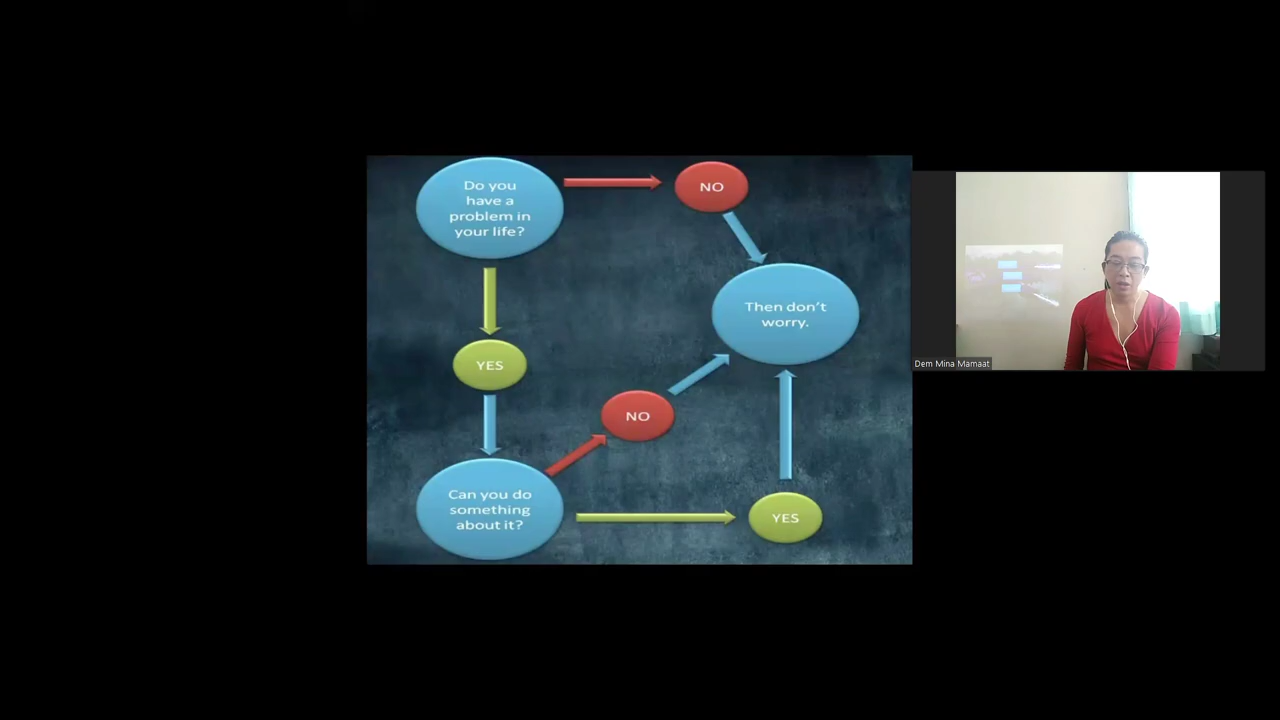 Do you
have a
problem in
your life?
NO
Then don't
worry.
YES
NO
Can you do
something
about it?
YES
Dem Mina Mamaat